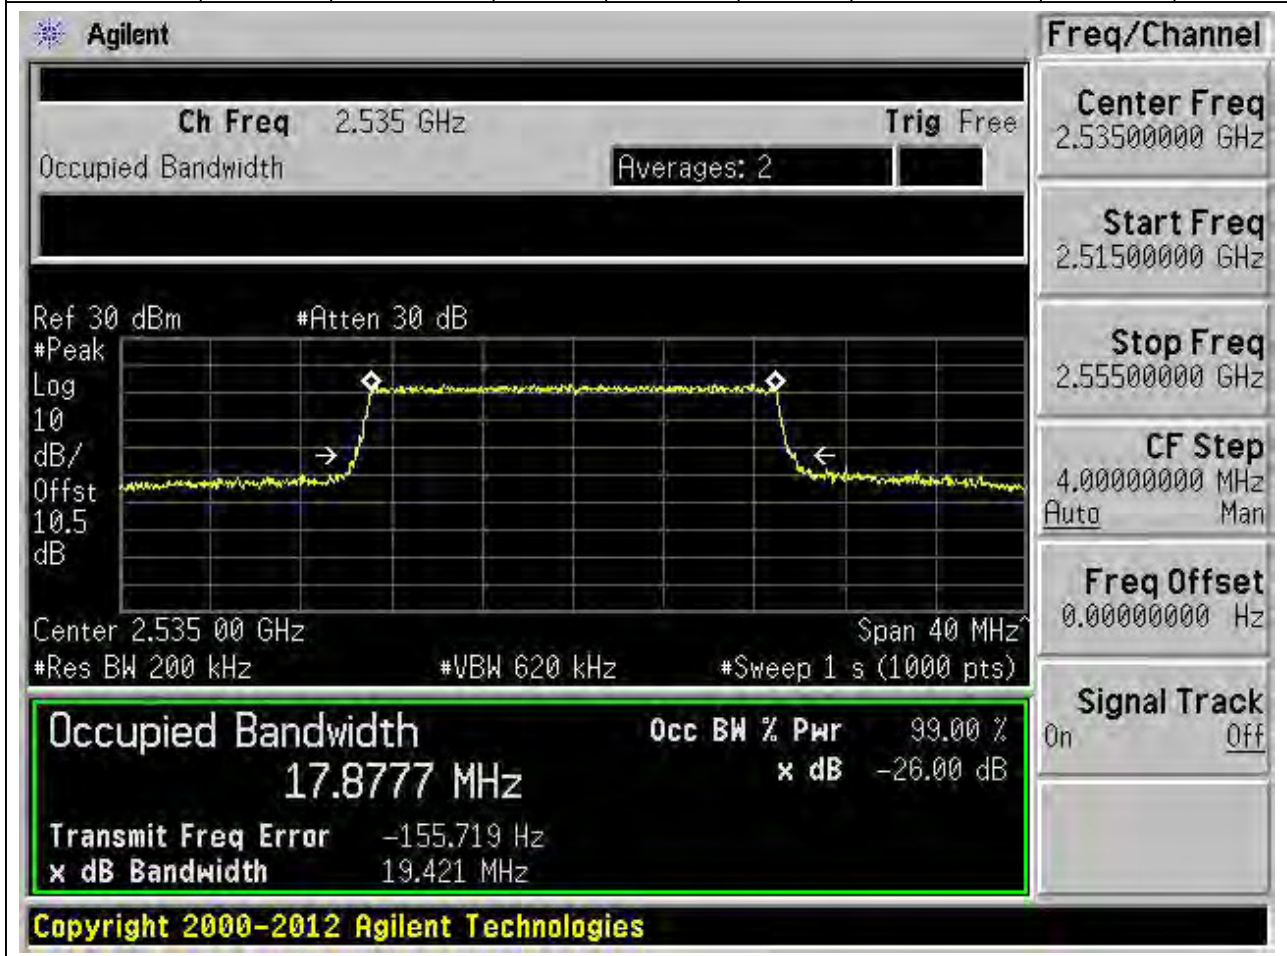 Agilent
Freq/Channel
Ch Freq 2.535 GHz Trig Free
Occupied Bandwidth Averages: 2
Center Freq
2.53500000 GHz
Start Freq
2.51500000 GHz
Stop Freq
2.55500000 GHz
CF Step
4.00000000 MHz
Auto Man
Freq Offset
0.00000000 Hz
Signal Track
On Off
Ref 30 dBm #Atten 30 dB
#Peak
Log
10
dB/
Offst
10.5
dB
Center 2.535 00 GHz Span 40 MHz^
#Res BW 200 kHz #VBW 620 kHz #Sweep 1 s (1000 pts)
Occupied Bandwidth Occ BW % Pwr 99.00 %
17.8777 MHz x dB -26.00 dB
Transmit Freq Error -155.719 Hz
x dB Bandwidth 19.421 MHz
Copyright 2000-2012 Agilent Technologies